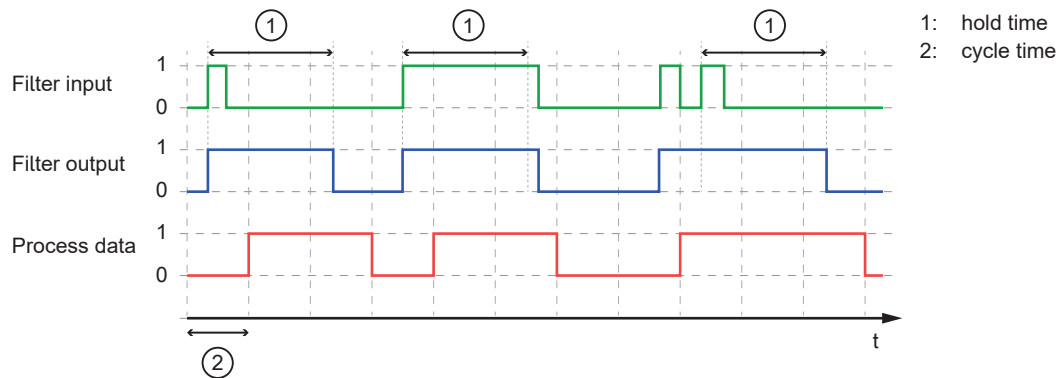 1 1 1
1: hold time
2: cycle time
Filter input 1 0
Filter output 1 0
Process data 1 0
t
2